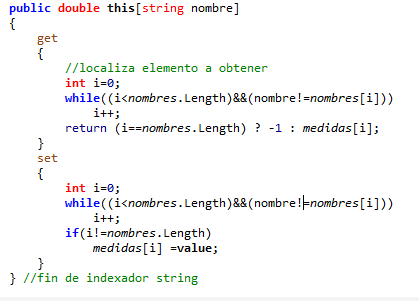 public double this[string nombre]
{
    get
    {
        //localiza elemento a obtener
        int i=0;
        while((i<nombres.Length)&&(nombre!=nombres[i]))
            i++;
        return (i==nombres.Length) ? -1 : medidas[i];
    }
    set
    {
        int i=0;
        while((i<nombres.Length)&&(nombre!=nombres[i]))
            i++;
        if(i!=nombres.Length)
            medidas[i] =value;
    }
} //fin de indexador string